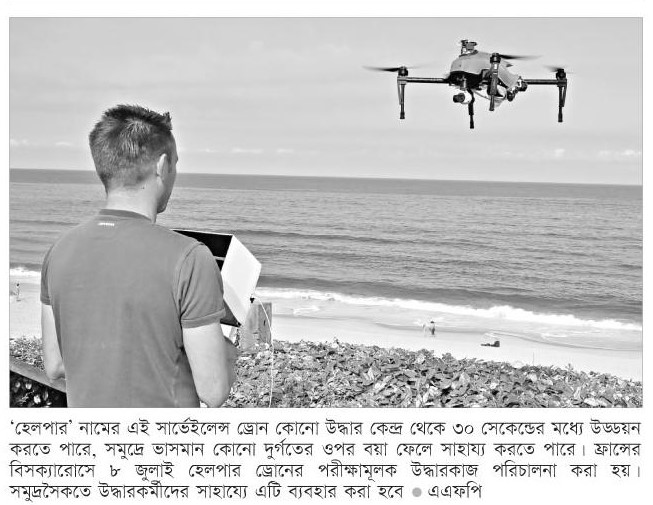 ‘হেলপার’ নামের এই সার্ভেইলেন্স ড্রোন কোনো উদ্ধার কেন্দ্র থেকে ৩০ সেকেন্ডের মধ্যে উড্ডয়ন
করতে পারে, সমুদ্রে ভাসমান কোনো দুর্গতের ওপর বয়া ফেলে সাহায্য করতে পারে। ফ্রান্সের
বিসক্যারোসে ৮ জুলাই হেলপার ড্রোনের পরীক্ষামূলক উদ্ধারকাজ পরিচালনা করা হয়।
সমুদ্রসৈকতে উদ্ধারকর্মীদের সাহায্যে এটি ব্যবহার করা হবে ● এএফপি